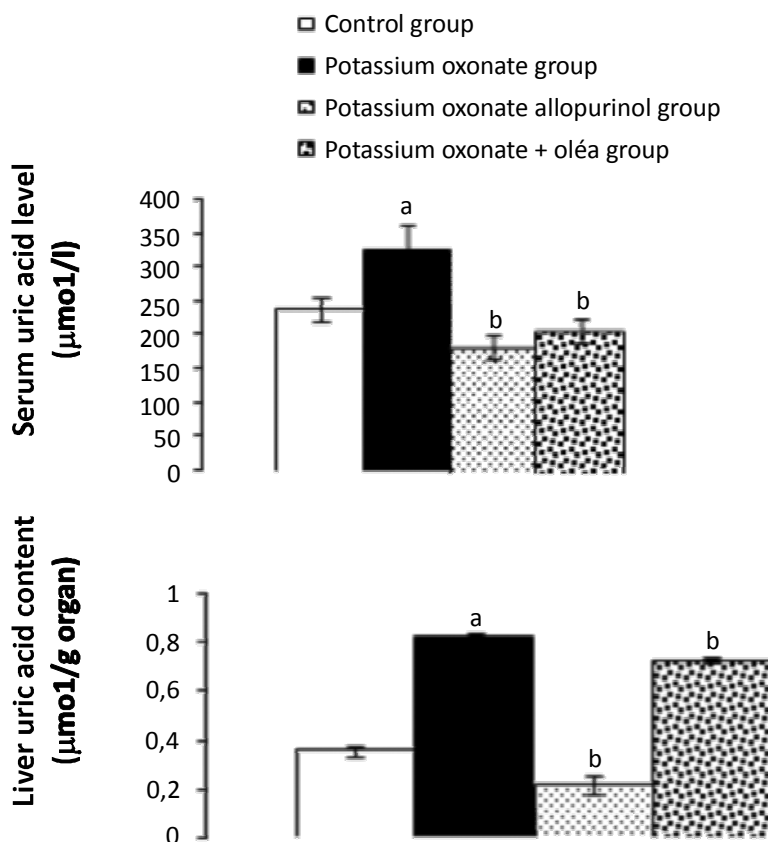 Control group
Potassium oxonate group
Potassium oxonate allopurinol group
Potassium oxonate + oléa group
Serum uric acid level
(μmo1/l)
400
350
300
250
200
150
100
50
0
a
b
b
Liver uric acid content
(μmo1/g organ)
1
0,8
0,6
0,4
0,2
0
a
b
b